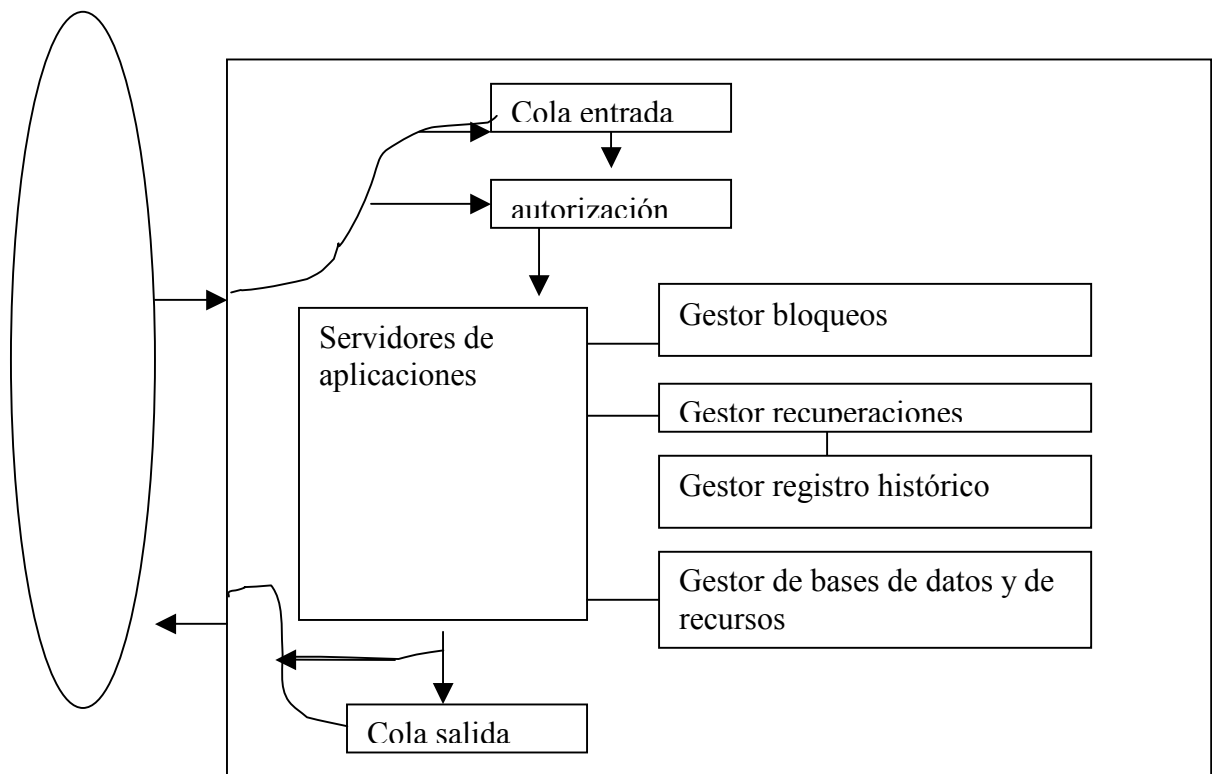 Cola entrada
autorización
Servidores de
aplicaciones
Gestor bloqueos
Gestor recuperaciones
Gestor registro histórico
Gestor de bases de datos y de
recursos
Cola salida